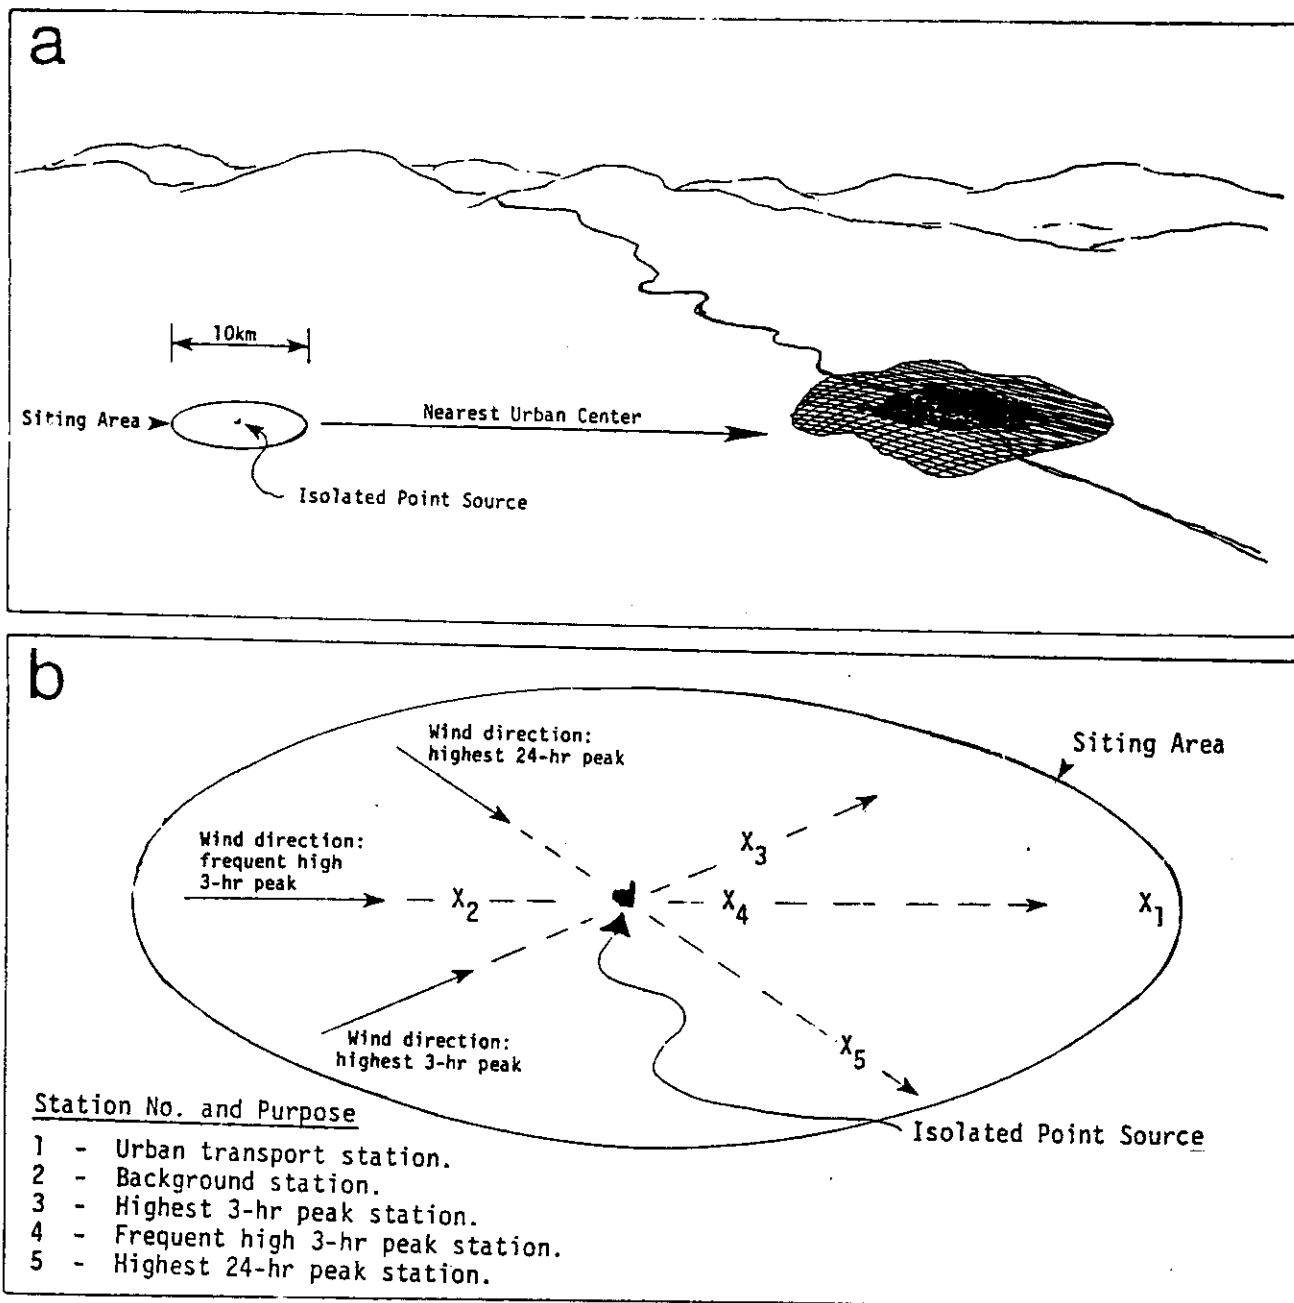 a
10km
Siting Area
Nearest Urban Center
Isolated Point Source
b
Wind direction:
highest 24-hr peak
Siting Area
Wind direction:
frequent high
3-hr peak
X3
X2
X4
X1
Wind direction:
highest 3-hr peak
X5
Isolated Point Source
Station No. and Purpose
1 - Urban transport station.
2 - Background station.
3 - Highest 3-hr peak station.
4 - Frequent high 3-hr peak station.
5 - Highest 24-hr peak station.